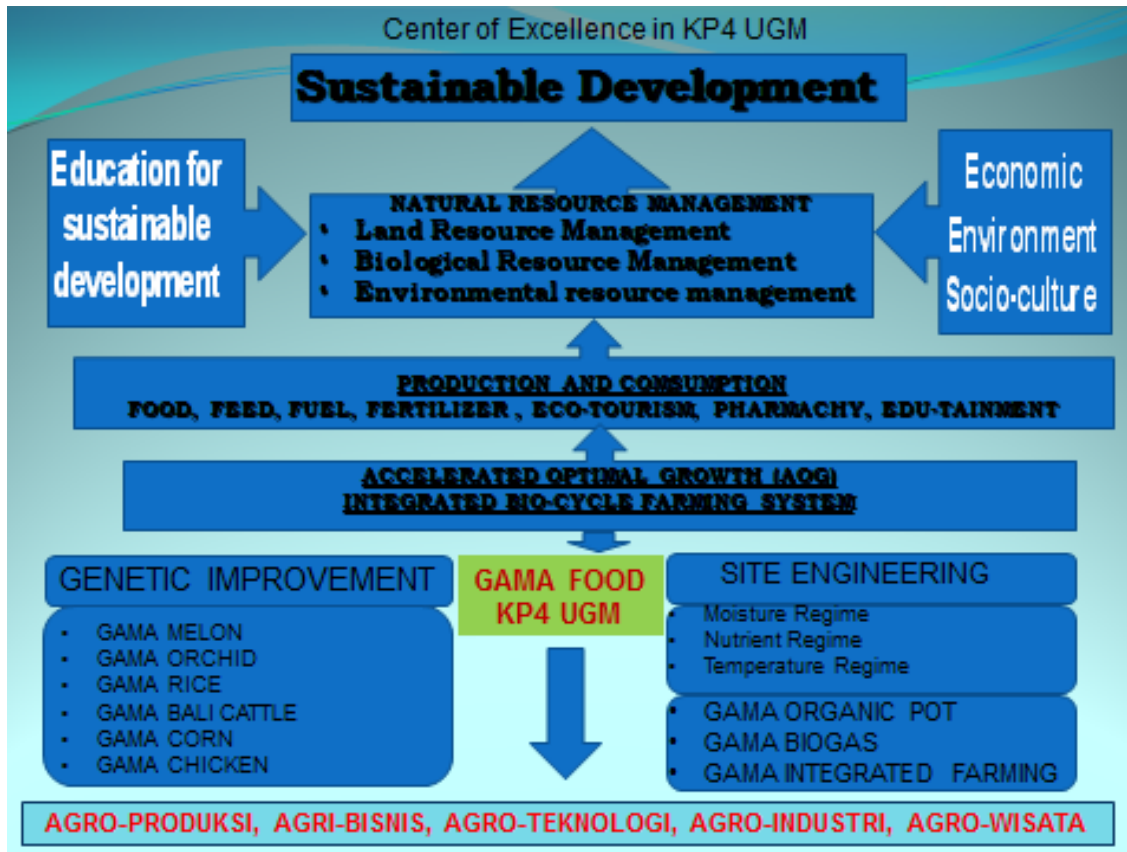 Center of Excellence in KP4 UGM
Sustainable Development
Education for
sustainable
development
NATURAL RESOURCE MANAGEMENT
• Land Resource Management
• Biological Resource Management
• Environmental resource management
Economic
Environment
Socio-culture
PRODUCTION AND CONSUMPTION
FOOD, FEED, FUEL, FERTILIZER , ECO-TOURISM, PHARMACHY, EDU-TAINMENT
ACCELERATED OPTIMAL GROWTH (AOG)
INTEGRATED BIO-CYCLE FARMING SYSTEM
GENETIC IMPROVEMENT
• GAMA MELON
• GAMA ORCHID
• GAMA RICE
• GAMA BALI CATTLE
• GAMA CORN
• GAMA CHICKEN
GAMA FOOD
KP4 UGM
SITE ENGINEERING
• Moisture Regime
• Nutrient Regime
• Temperature Regime
• GAMA ORGANIC POT
• GAMA BIOGAS
• GAMA INTEGRATED FARMING
AGRO-PRODUKSI, AGRI-BISNIS, AGRO-TEKNOLOGI, AGRO-INDUSTRI, AGRO-WISATA